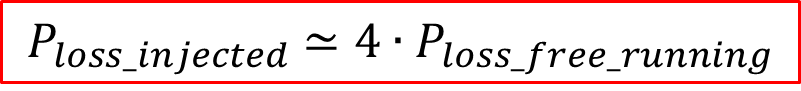 P_loss_injected ≃ 4 · P_loss_free_running